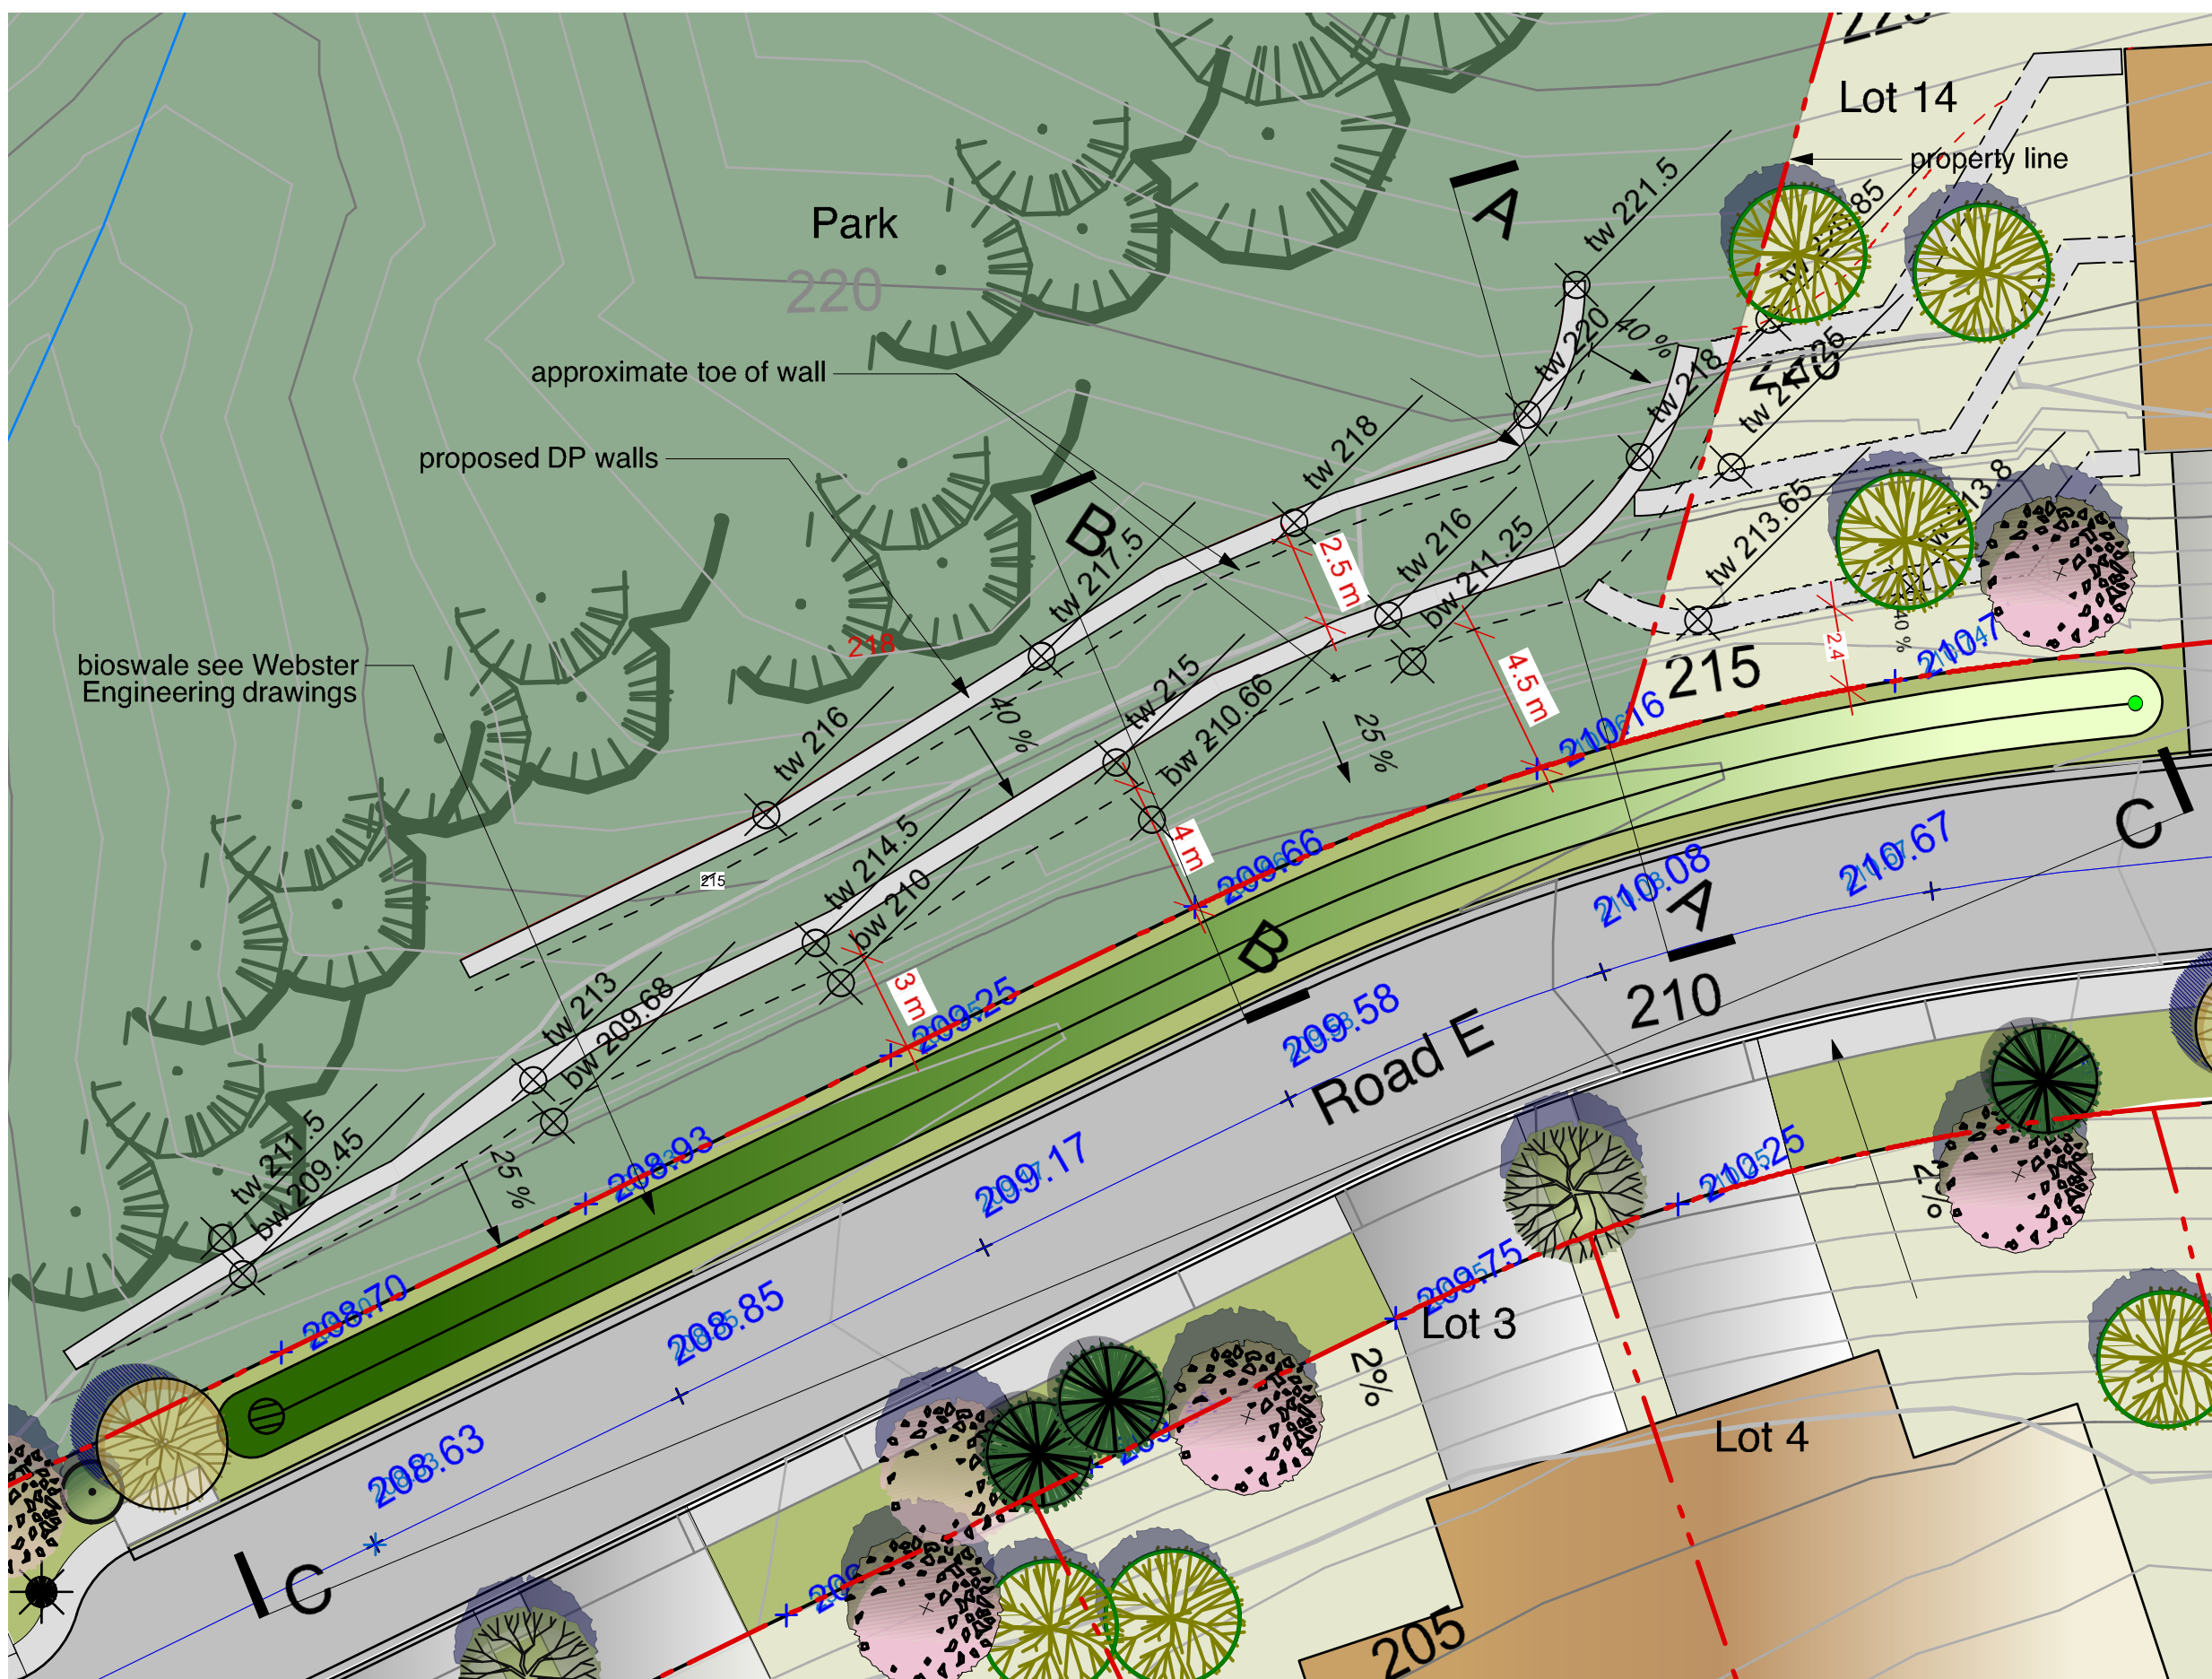 225
Lot 14
property line
A
tw 221.5
Park
220
40 %
tw 220
approximate toe of wall
tw 218
tw 218
proposed DP walls
B
tw 217.5
2.5 m
tw 216
bw 211.25
tw 213.65
218
bioswale see Webster
Engineering drawings
215
2.4
40 %
210.7
4.5 m
210.16
tw 216
40 %
tw 215
bw 210.66
25 %
4 m
209.66
C
210.67
210.08
A
215
tw 214.5
bw 210
B
210
3 m
209.25
209.58
Road E
tw 213
bw 209.68
tw 211.5
bw 209.45
25 %
208.93
209.17
210.25
2%
208.70
208.85
209.75
Lot 3
2%
208.63
Lot 4
C
205